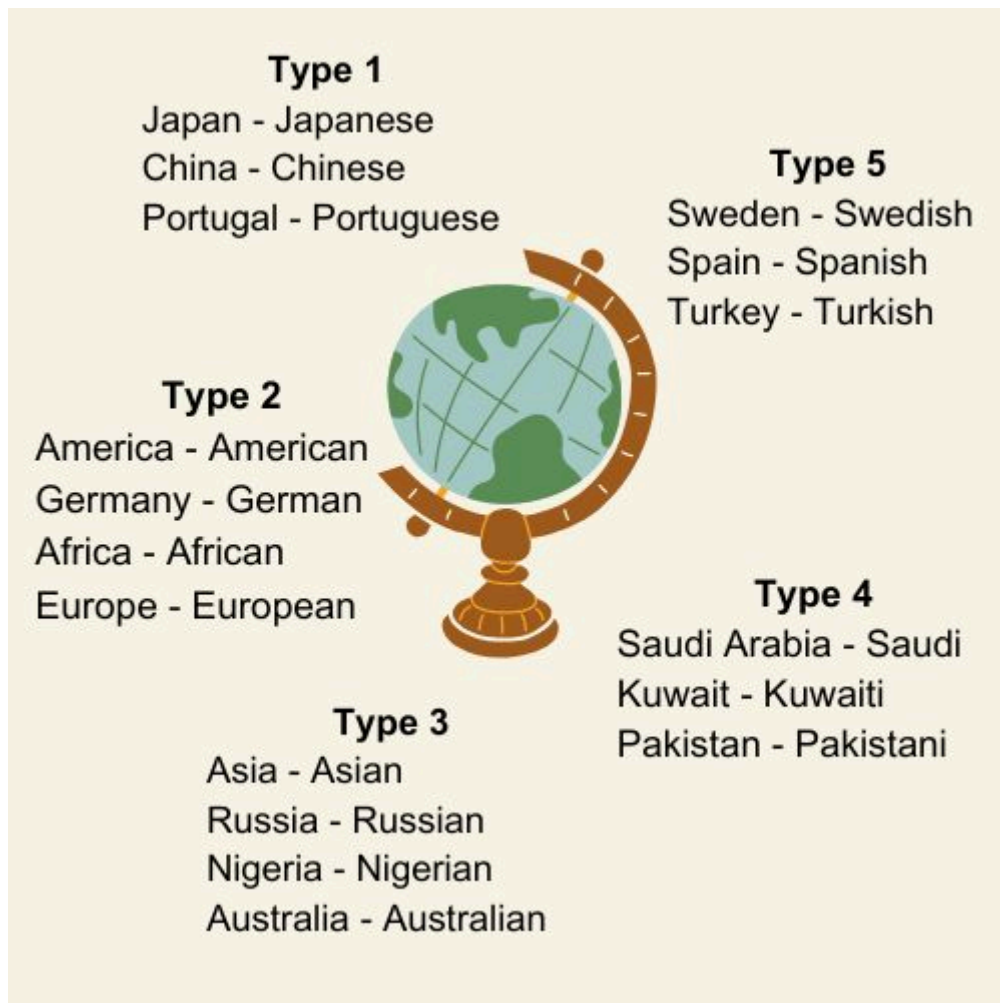 Type 1
Japan - Japanese
China - Chinese
Portugal - Portuguese
Type 2
America - American
Germany - German
Africa - African
Europe - European
Type 3
Asia - Asian
Russia - Russian
Nigeria - Nigerian
Australia - Australian
Type 4
Saudi Arabia - Saudi
Kuwait - Kuwaiti
Pakistan - Pakistani
Type 5
Sweden - Swedish
Spain - Spanish
Turkey - Turkish